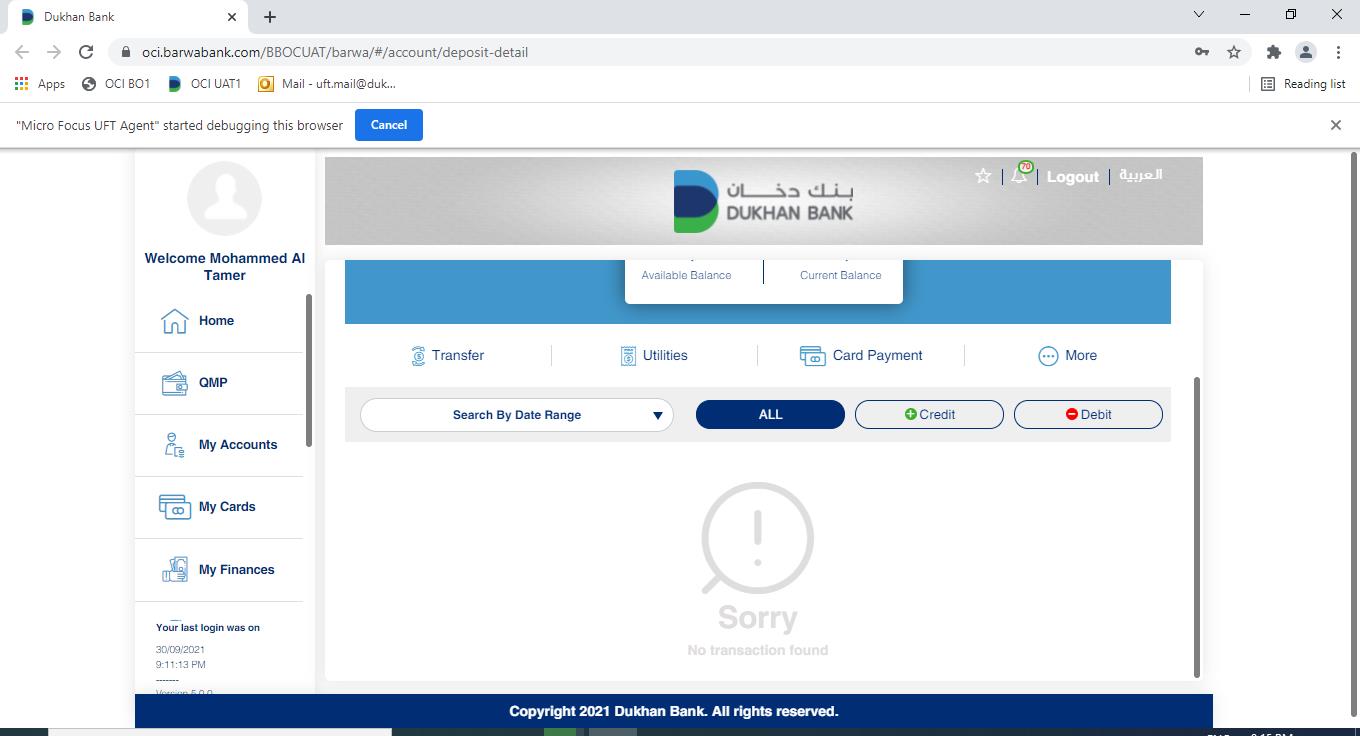 Dukhan Bank
oci.barwabank.com/BBOCUAT/barwa/#/account/deposit-detail
Apps
OCI BO1
OCI UAT1
Mail - uft.mail@duk...
Reading list
"Micro Focus UFT Agent" started debugging this browser
Cancel
Welcome Mohammed Al
Tamer
Home
QMP
My Accounts
My Cards
My Finances
Your last login was on
30/09/2021
9:11:13 PM
-------
Version 5.0.0
بنك دخان
DUKHAN BANK
70
Logout
العربية
Available Balance
Current Balance
Transfer
Utilities
Card Payment
More
Search By Date Range
ALL
Credit
Debit
Sorry
No transaction found
Copyright 2021 Dukhan Bank. All rights reserved.